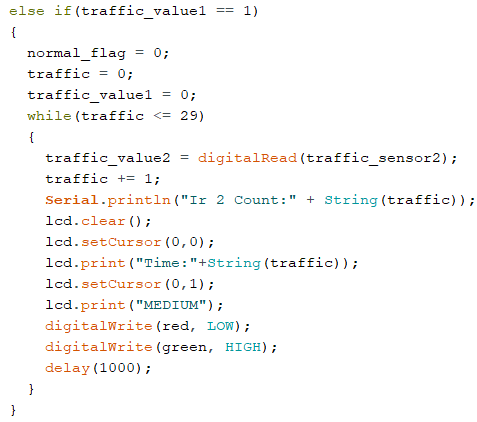 else if(traffic_value1 == 1)
{
  normal_flag = 0;
  traffic = 0;
  traffic_value1 = 0;
  while(traffic <= 29)
  {
    traffic_value2 = digitalRead(traffic_sensor2);
    traffic += 1;
    Serial.println("Ir 2 Count:" + String(traffic));
    lcd.clear();
    lcd.setCursor(0,0);
    lcd.print("Time:"+String(traffic));
    lcd.setCursor(0,1);
    lcd.print("MEDIUM");
    digitalWrite(red, LOW);
    digitalWrite(green, HIGH);
    delay(1000);
  }
}